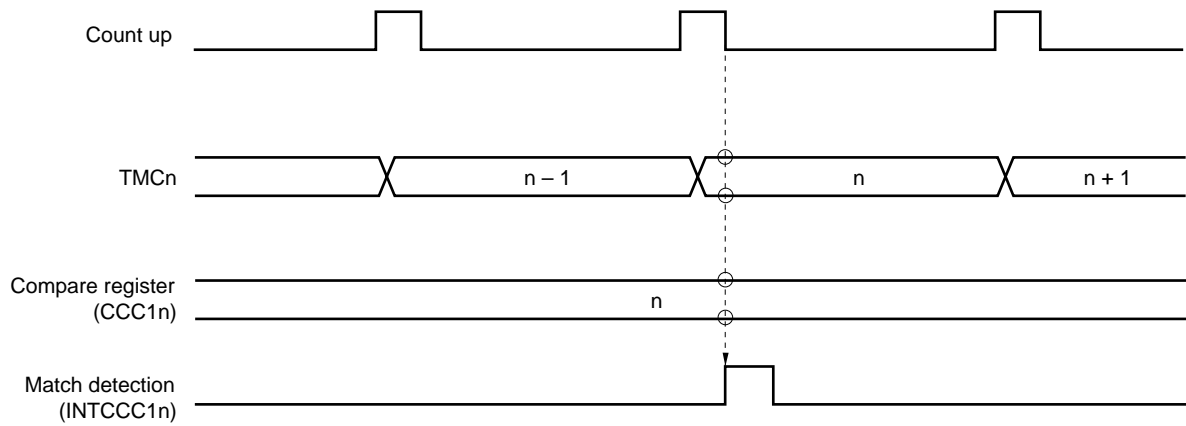 Count up
TMCn
n – 1
n
n + 1
Compare register
(CCC1n)
n
Match detection
(INTCCC1n)